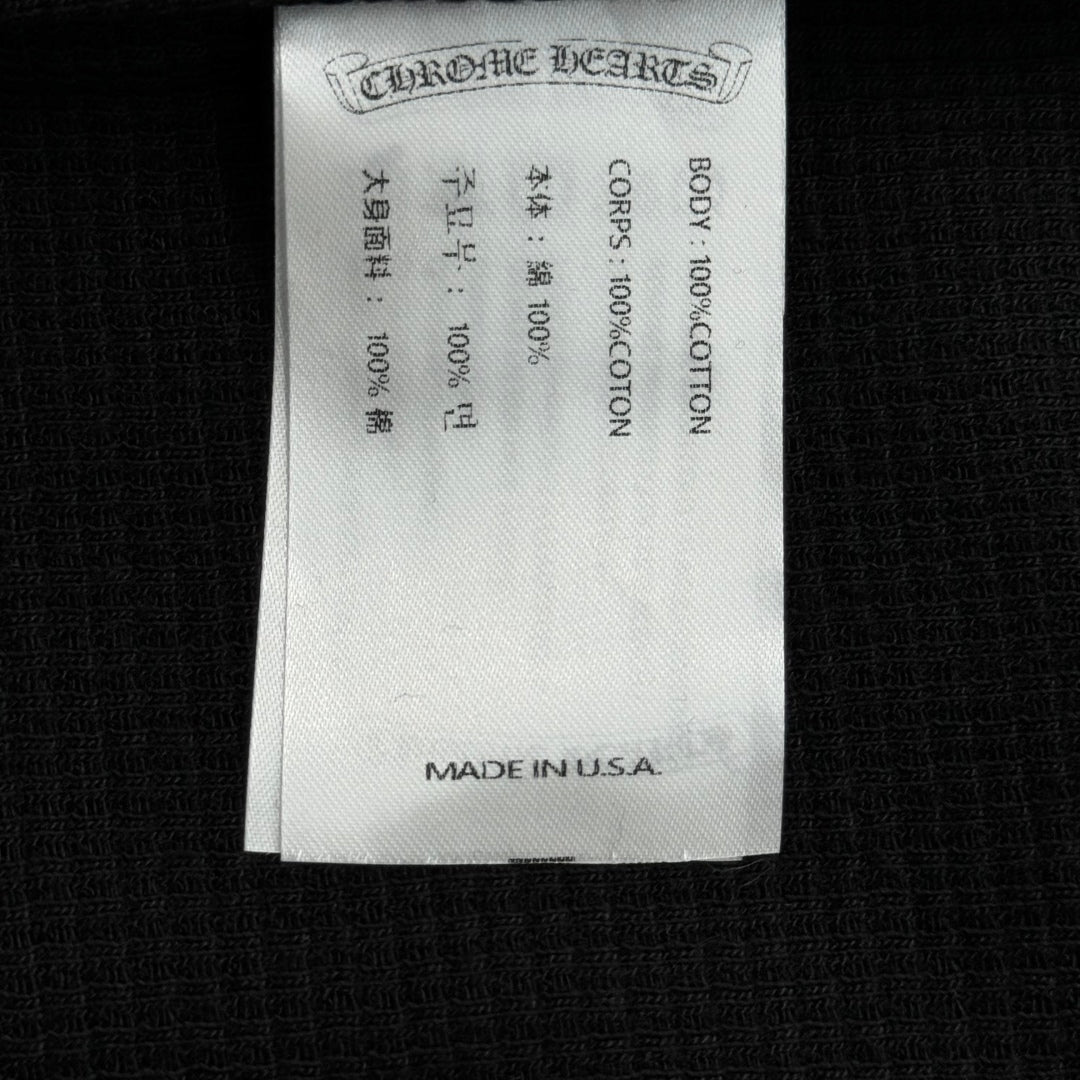 CHROME HEARTS
BODY : 100%COTTON
CORPS : 100%COTON
本体 : 綿 100%
주요부 : 100% 면
大身面料 : 100% 棉
MADE IN U.S.A.